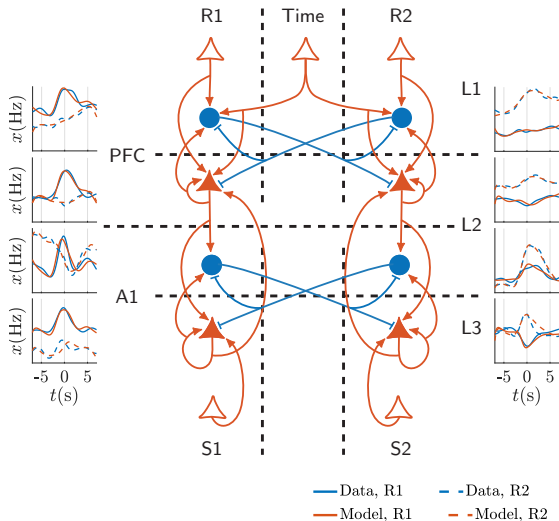 R1 Time R2
L1
x(Hz)
PFC
x(Hz)
L2
x(Hz)
A1
L3
x(Hz)
-5 0 5
-5 0 5
t(s)
t(s)
S1 S2
Data, R1 Data, R2
Model, R1 Model, R2